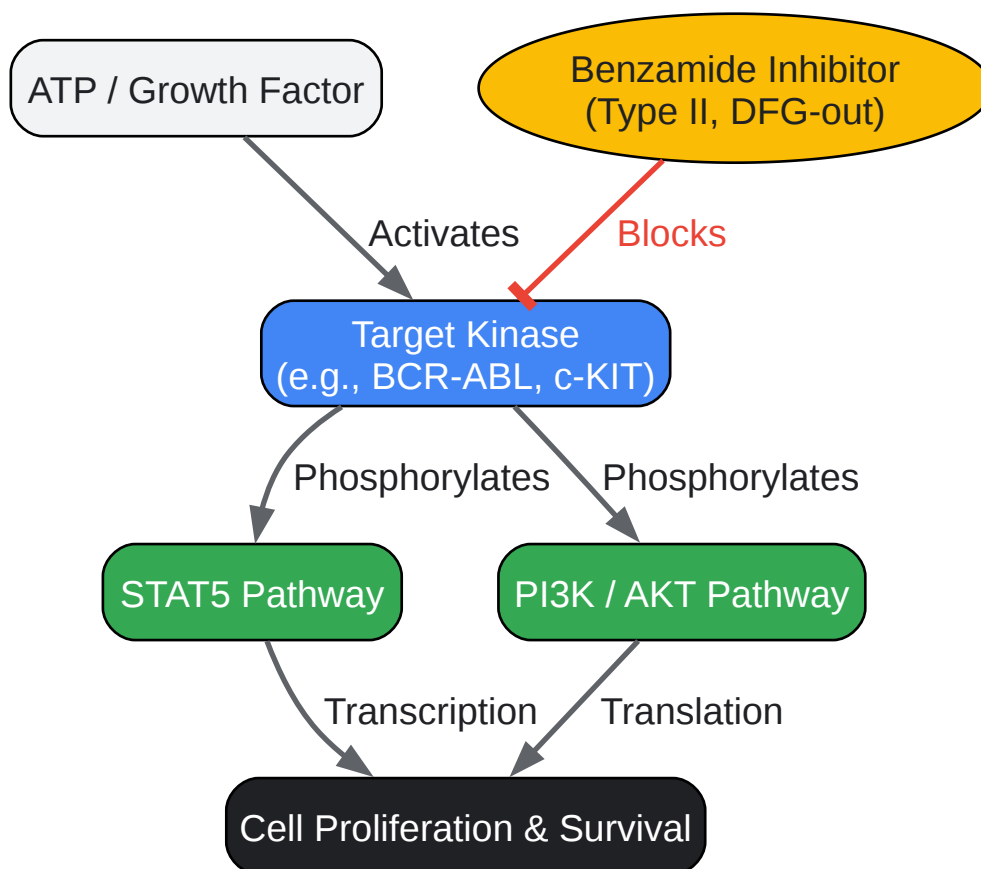 ATP / Growth Factor
Benzamide Inhibitor
(Type II, DFG-out)
Activates
Blocks
Target Kinase
(e.g., BCR-ABL, c-KIT)
Phosphorylates
Phosphorylates
STAT5 Pathway
PI3K / AKT Pathway
Transcription
Translation
Cell Proliferation & Survival